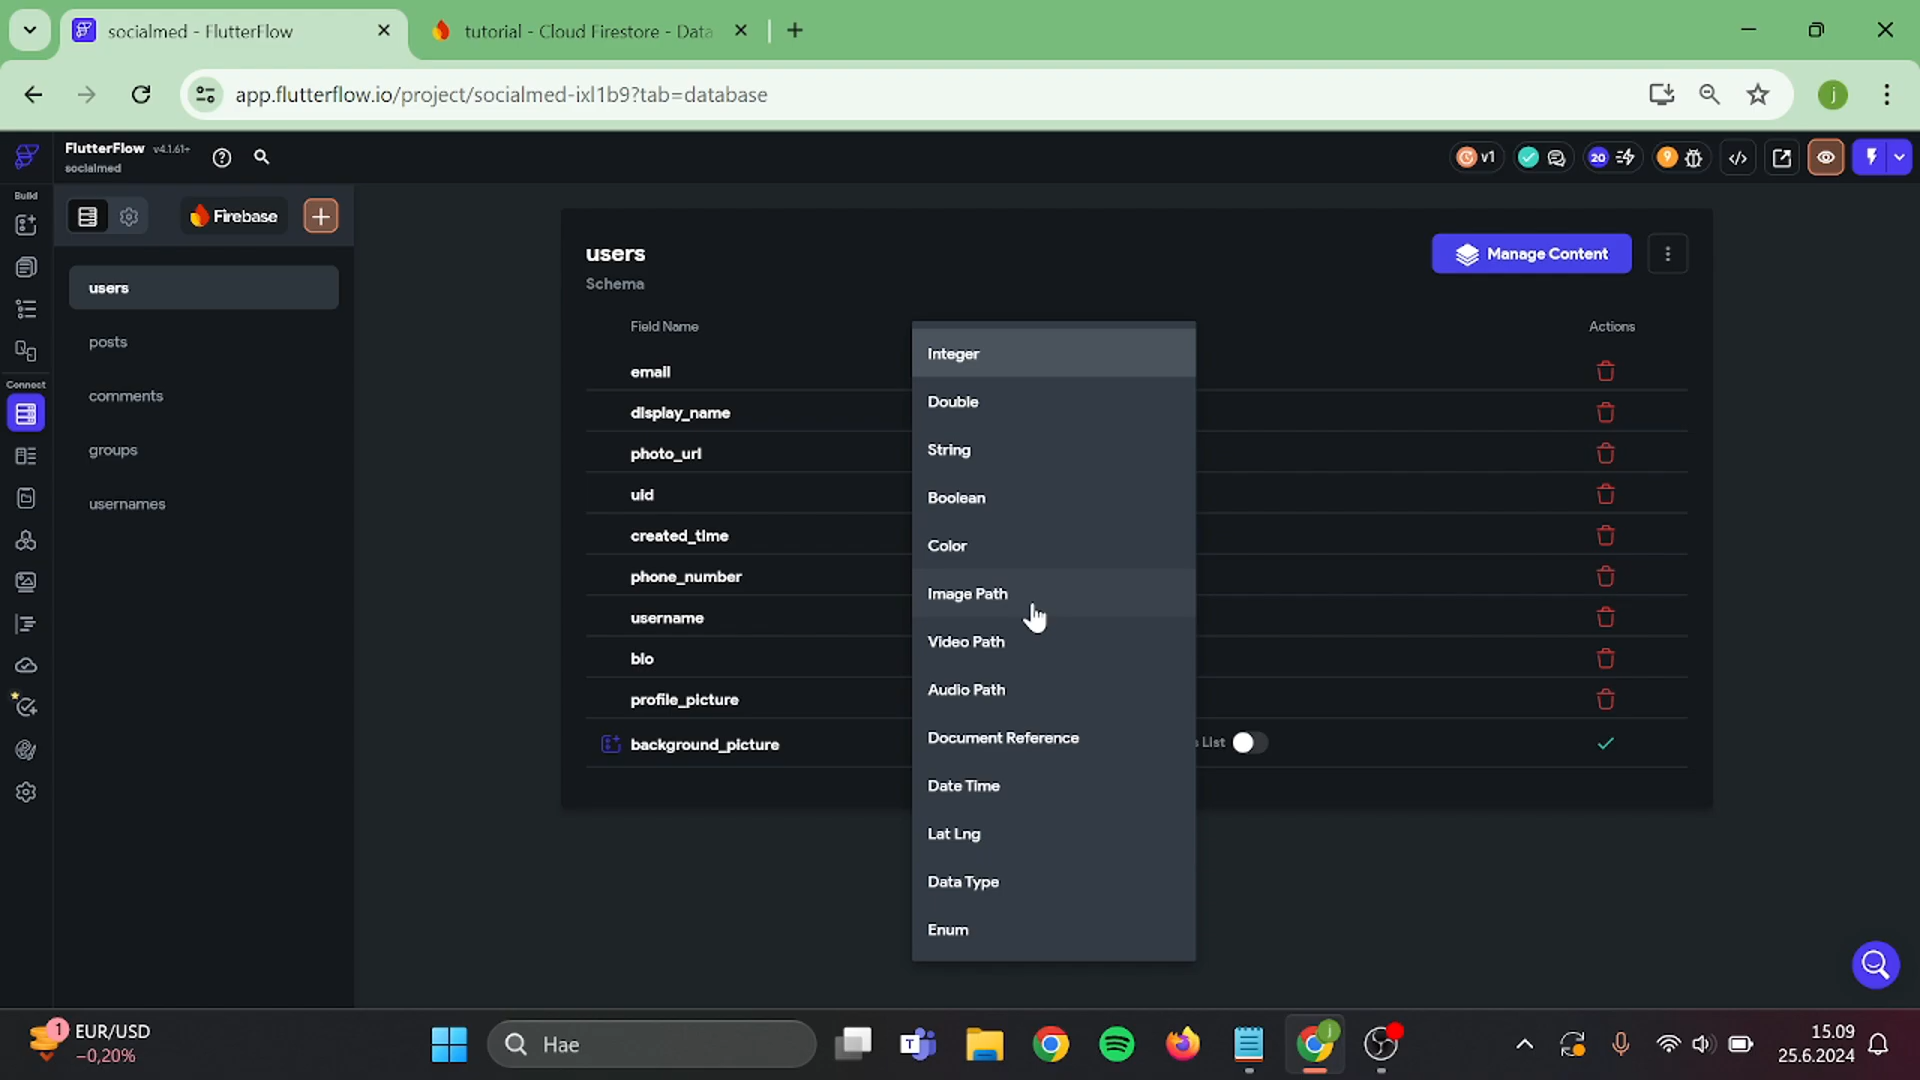 socialmed - FlutterFlow
tutorial - Cloud Firestore - Data
app.flutterflow.io/project/socialmed-ixl1b9?tab=database
j
FlutterFlow v4.1.61+
socialmed
v1
20
9
Build
Firebase
Connect
users
posts
comments
groups
usernames
users
Schema
Manage Content
Field Name
Actions
email
display_name
photo_url
uid
created_time
phone_number
username
bio
profile_picture
background_picture
s List
Integer
Double
String
Boolean
Color
Image Path
Video Path
Audio Path
Document Reference
Date Time
Lat Lng
Data Type
Enum
1
EUR/USD
−0,20%
Hae
15.09
25.6.2024